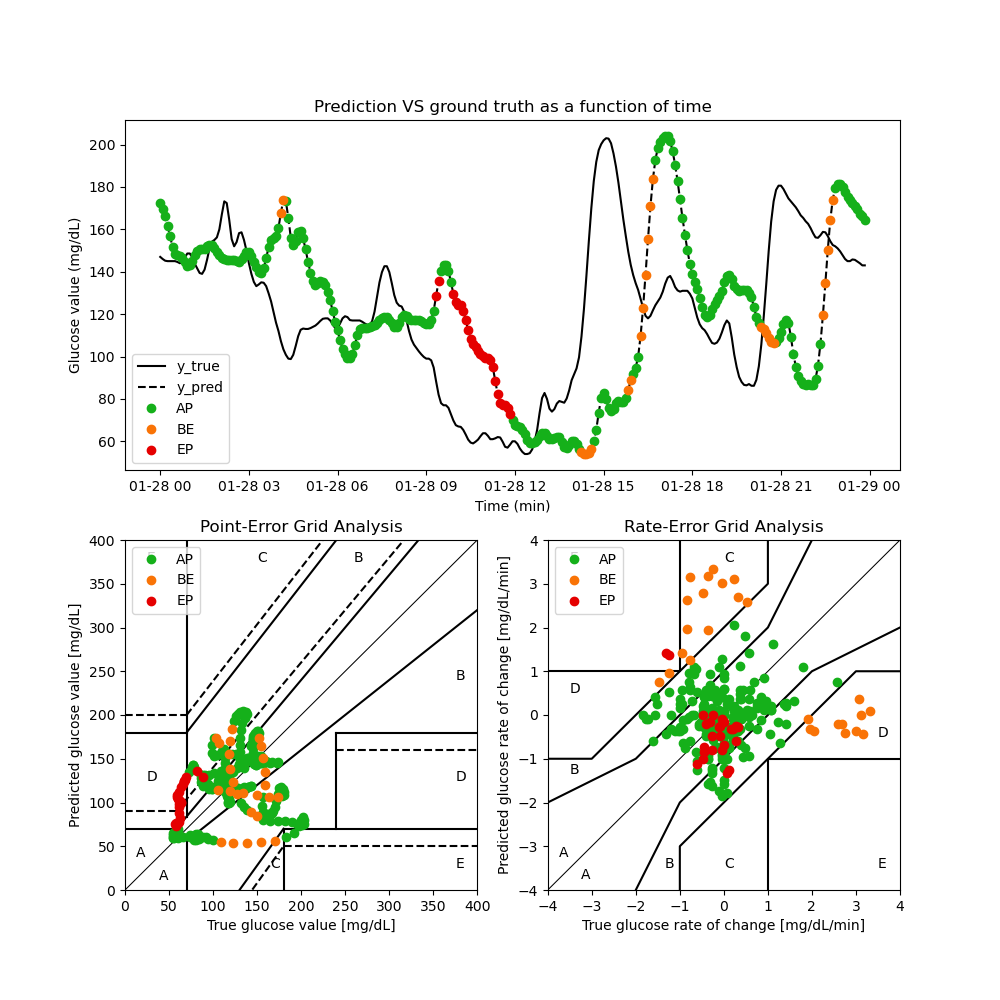 Prediction VS ground truth as a function of time
Glucose value (mg/dL)
200
180
160
140
120
100
80
60
y_true
y_pred
AP
BE
EP
01-28 00 01-28 03 01-28 06 01-28 09 01-28 12 01-28 15 01-28 18 01-28 21 01-29 00
Time (min)
Point-Error Grid Analysis
Predicted glucose value [mg/dL]
400
350
300
250
200
150
100
50
0
AP
BE
EP
C B
B
D D
A
A
C E
0 50 100 150 200 250 300 350 400
True glucose value [mg/dL]
Rate-Error Grid Analysis
Predicted glucose rate of change [mg/dL/min]
4
3
2
1
0
−1
−2
−3
−4
AP
BE
EP
C
D
D
B
A
A
B C E
−4 −3 −2 −1 0 1 2 3 4
True glucose rate of change [mg/dL/min]